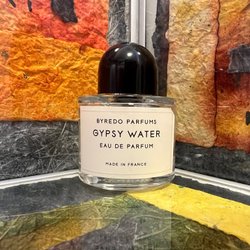 BYREDO PARFUMS
GYPSY WATER
EAU DE PARFUM
MADE IN FRANCE